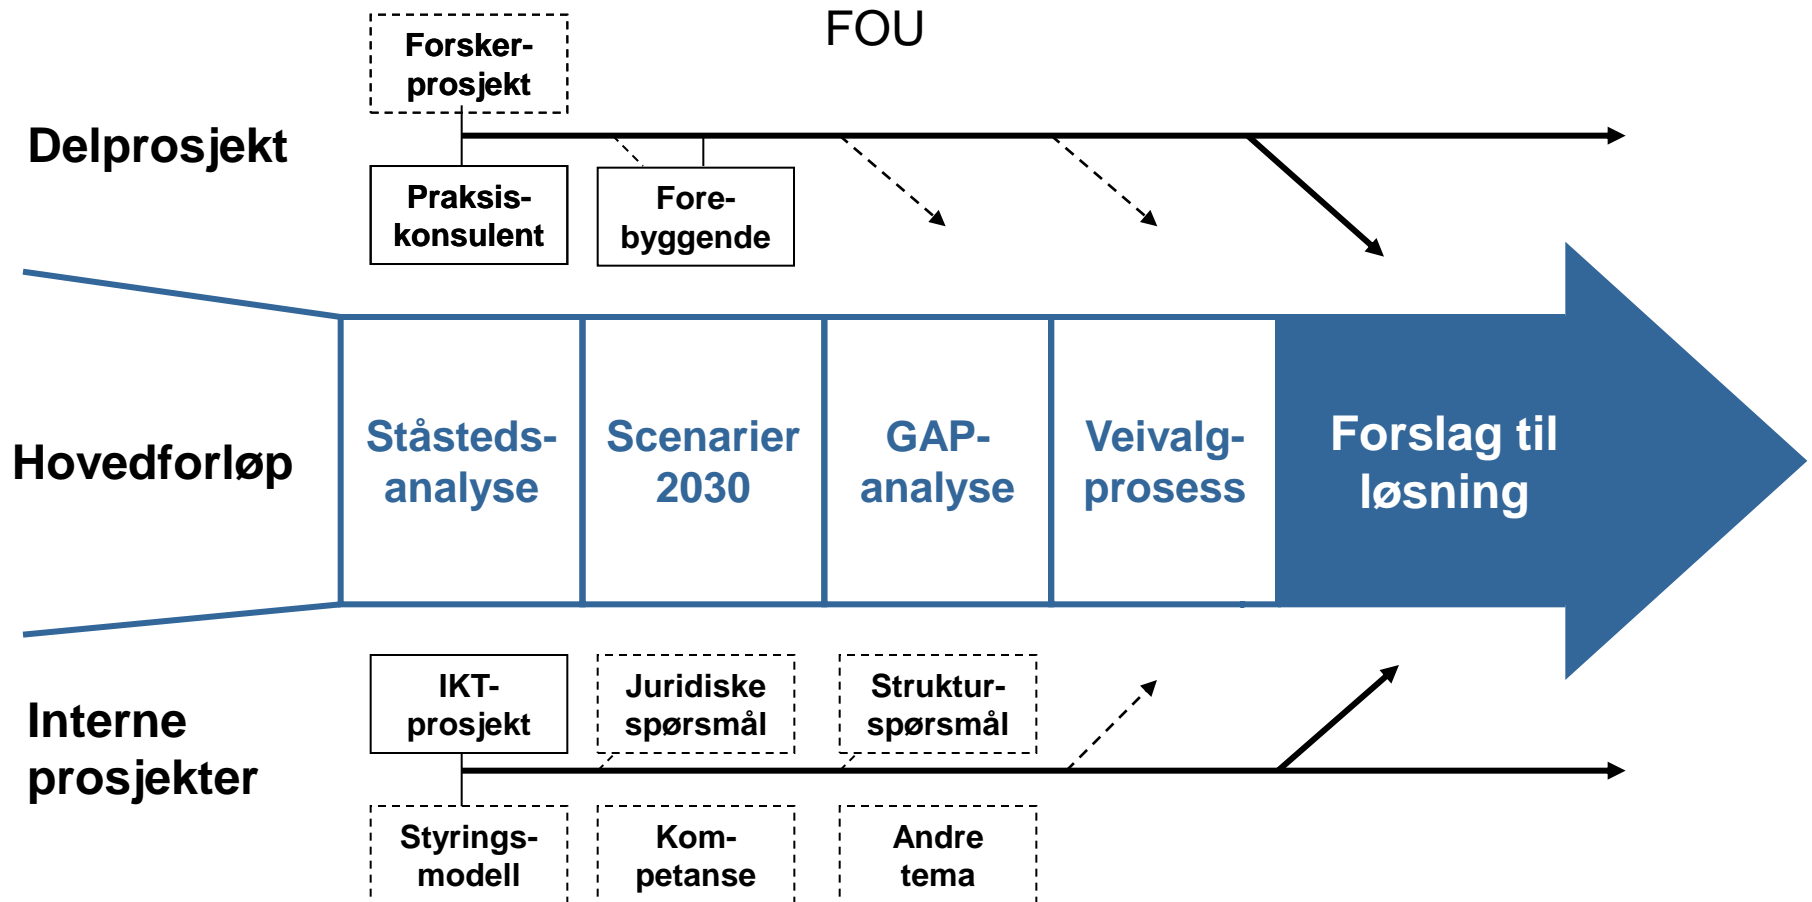 FOU
Forsker-
prosjekt
Delprosjekt
Praksis-
konsulent
Fore-
byggende
Hovedforløp
Ståsteds-
analyse
Scenarier
2030
GAP-
analyse
Veivalg-
prosess
Forslag til
løsning
Interne
prosjekter
IKT-
prosjekt
Juridiske
spørsmål
Struktur-
spørsmål
Styrings-
modell
Kom-
petanse
Andre
tema